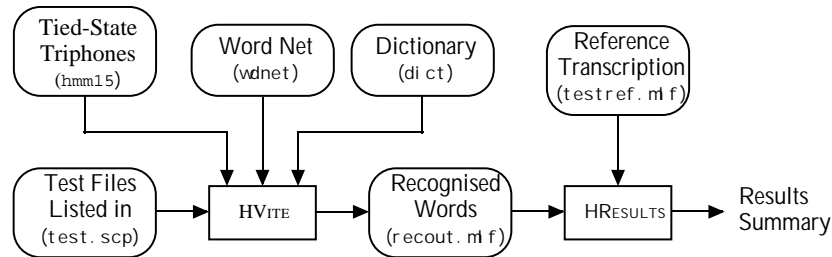 Tied-State
Triphones
(hmm15)
Word Net
(wdnet)
Dictionary
(dict)
Reference
Transcription
(testref.mlf)
Test Files
Listed in
(test.scp)
HVITE
Recognised
Words
(recout.mlf)
HRESULTS
Results
Summary